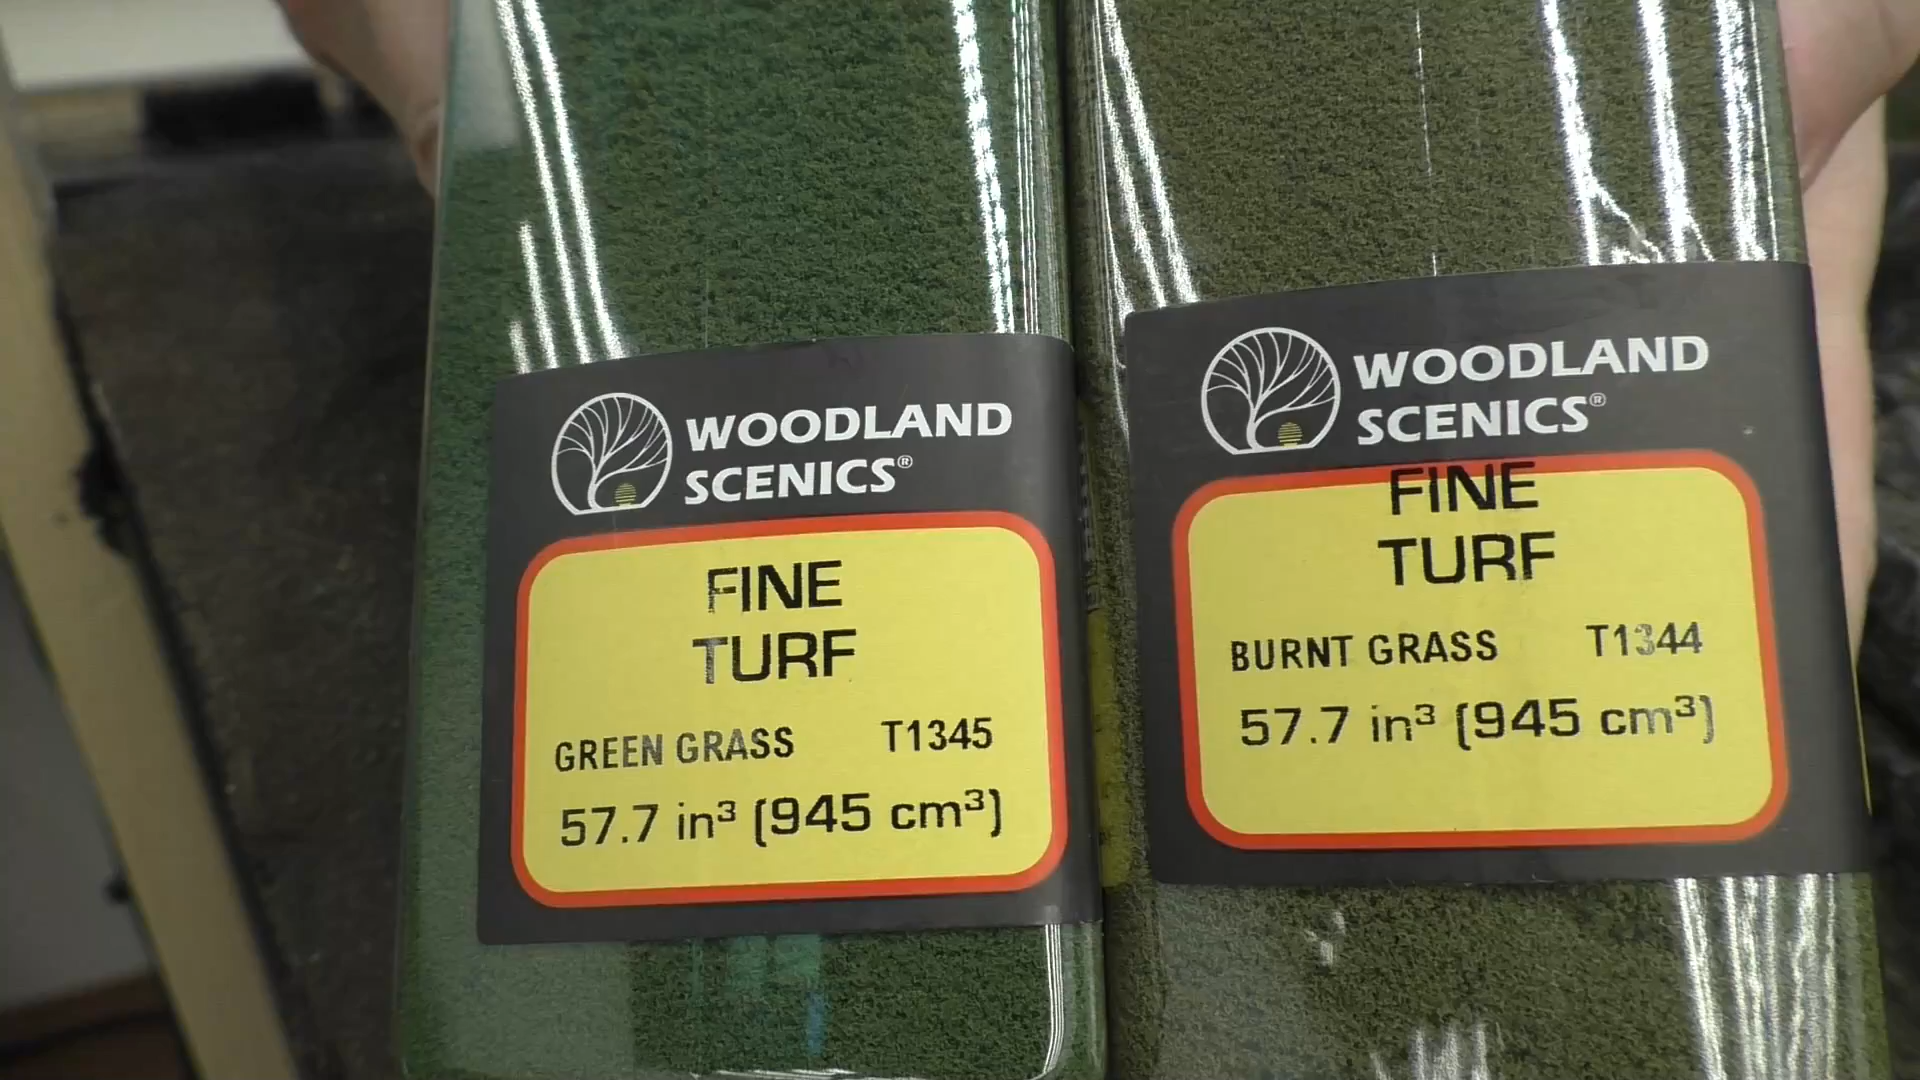 WOODLAND
SCENICS®
FINE
TURF
GREEN GRASS T1345
57.7 in³ (945 cm³)
WOODLAND
SCENICS®
FINE
TURF
BURNT GRASS T1344
57.7 in³ (945 cm³)